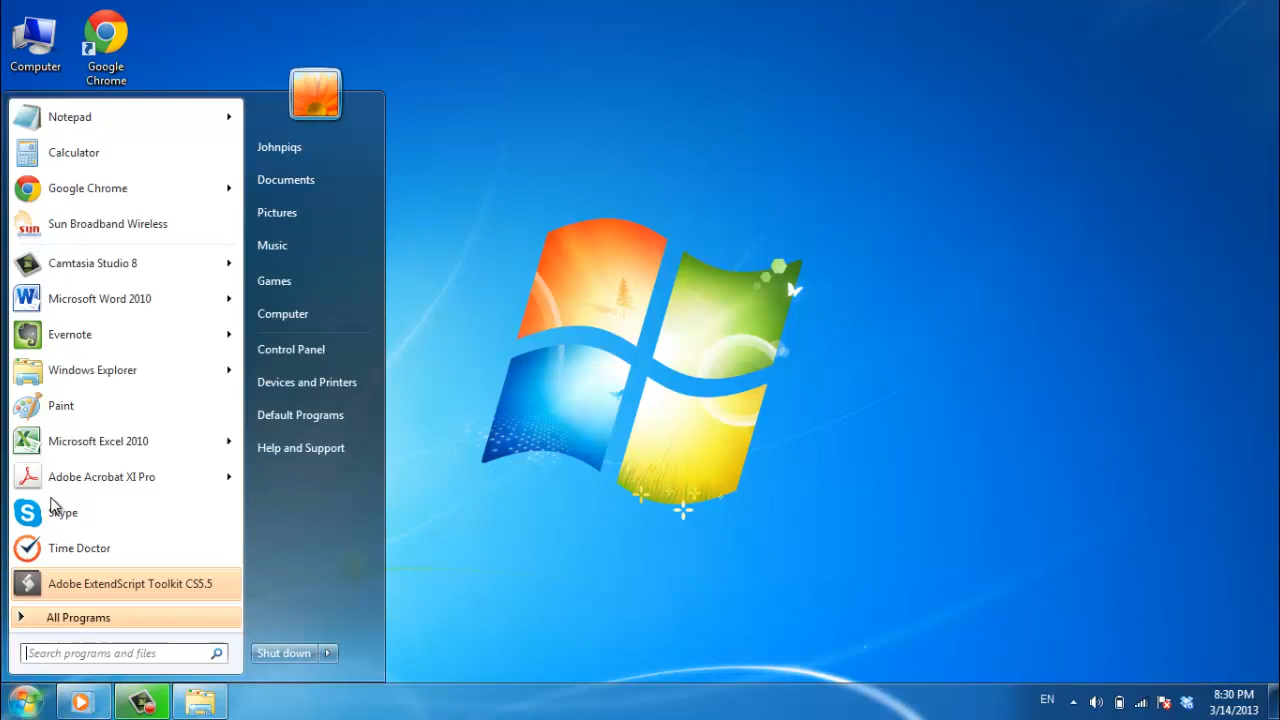 Computer
Google
Chrome
Notepad
Calculator
Google Chrome
Sun Broadband Wireless
sun
Camtasia Studio 8
Microsoft Word 2010
Evernote
Windows Explorer
Paint
Microsoft Excel 2010
Adobe Acrobat XI Pro
Skype
Time Doctor
Adobe ExtendScript Toolkit CS5.5
All Programs
Search programs and files
Johnpiqs
Documents
Pictures
Music
Games
Computer
Control Panel
Devices and Printers
Default Programs
Help and Support
Shut down
EN
8:30 PM
3/14/2013